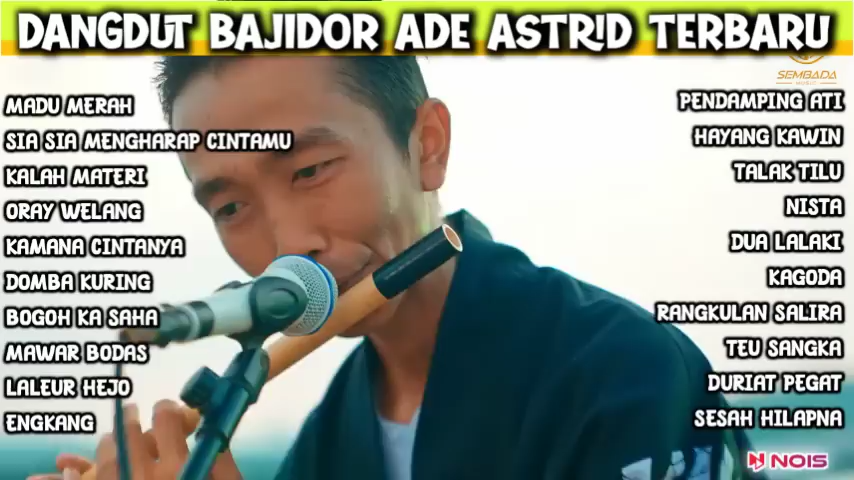 DANGDUT BAJIDOR ADE ASTRID TERBARU
SEMBADA
MUSIC
MADU MERAH
SIA SIA MENGHARAP CINTAMU
KALAH MATERI
ORAY WELANG
KAMANA CINTANYA
DOMBA KURING
BOGOH KA SAHA
MAWAR BODAS
LALEUR HEJO
ENGKANG
PENDAMPING ATI
HAYANG KAWIN
TALAK TILU
NISTA
DUA LALAKI
KAGODA
RANGKULAN SALIRA
TEU SANGKA
DURIAT PEGAT
SESAH HILAPNA
NOIS